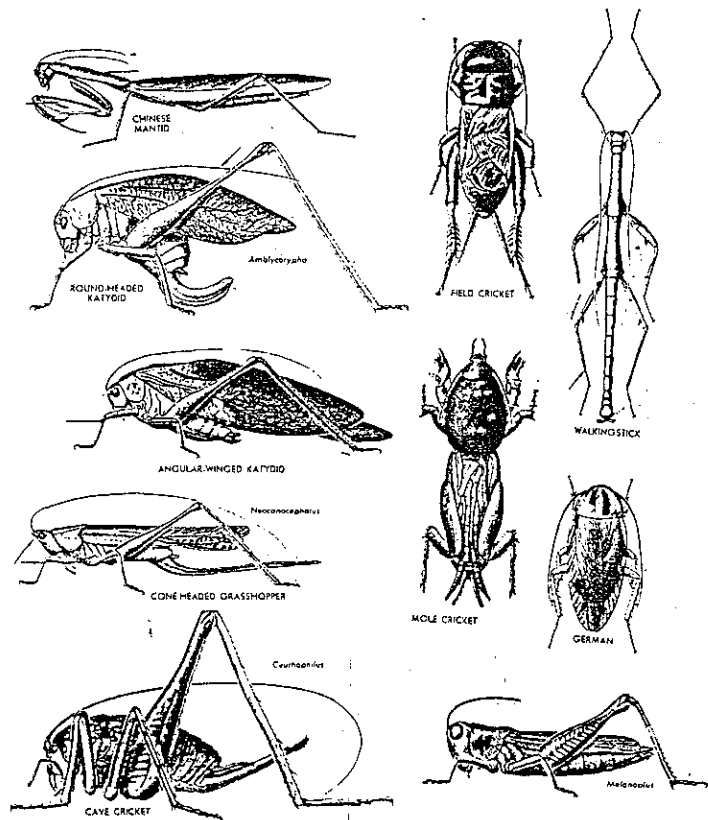 CHINESE
MANTID
Amblycorypha
ROUND-HEADED
KATYDID
FIELD CRICKET
WALKINGSTICK
ANGULAR-WINGED KATYDID
Neoconocephalus
CONE-HEADED GRASSHOPPER
MOLE CRICKET
GERMAN
Ceuthophilus
CAVE CRICKET
Melanoplus